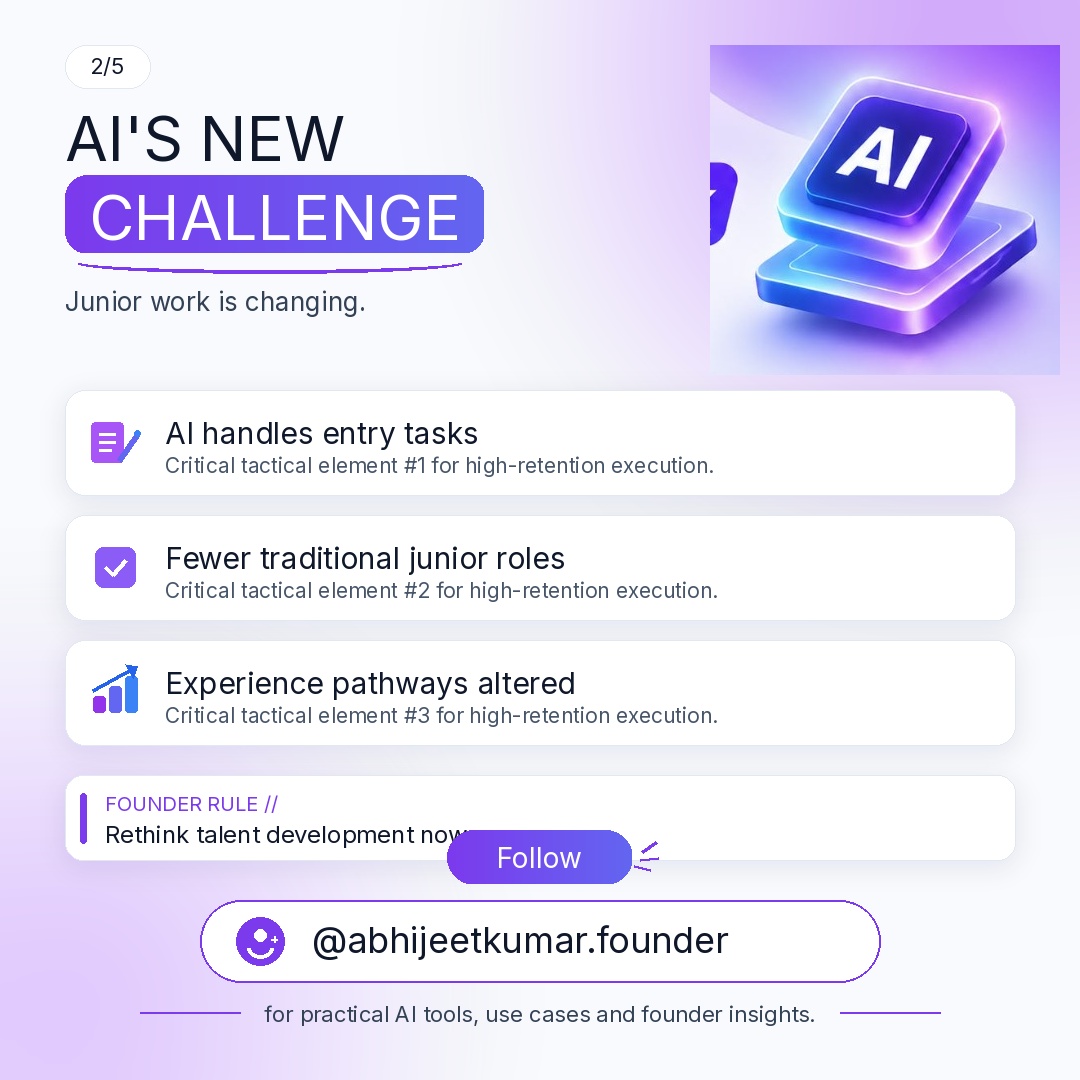 2/5
AI'S NEW
CHALLENGE
Junior work is changing.
AI
AI handles entry tasks
Critical tactical element #1 for high-retention execution.
Fewer traditional junior roles
Critical tactical element #2 for high-retention execution.
Experience pathways altered
Critical tactical element #3 for high-retention execution.
FOUNDER RULE //
Rethink talent development now
Follow
@abhijeetkumar.founder
for practical AI tools, use cases and founder insights.